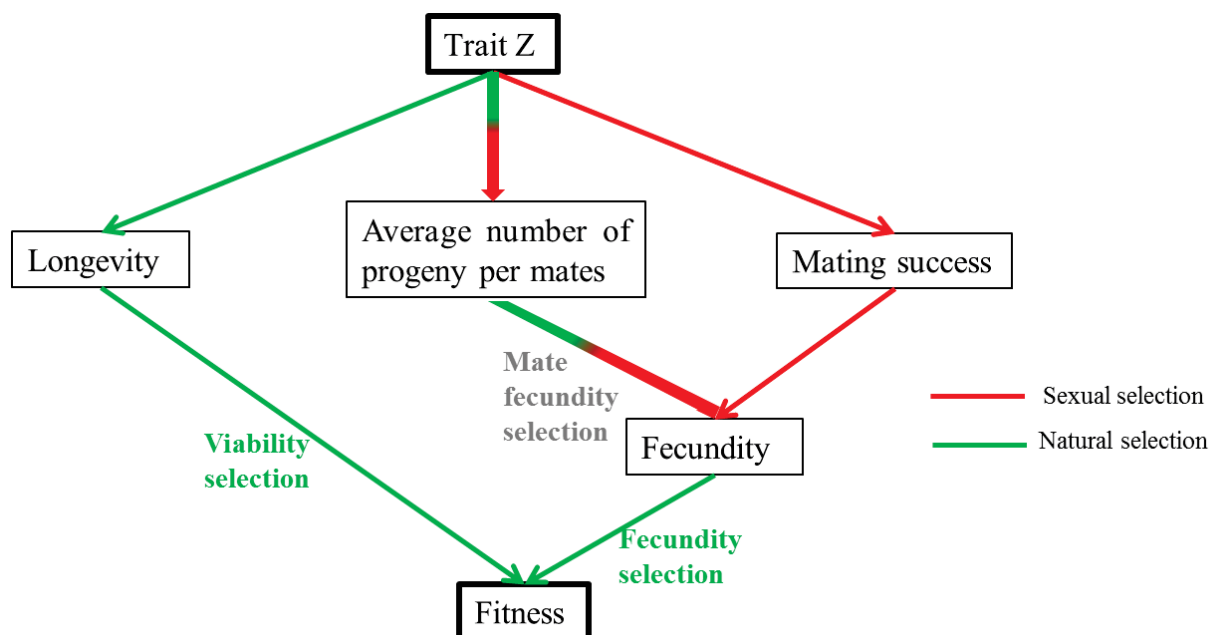 Trait Z
Longevity
Average number of
progeny per mates
Mating success
Mate
fecundity
selection
Sexual selection
Natural selection
Viability
selection
Fecundity
Fecundity
selection
Fitness